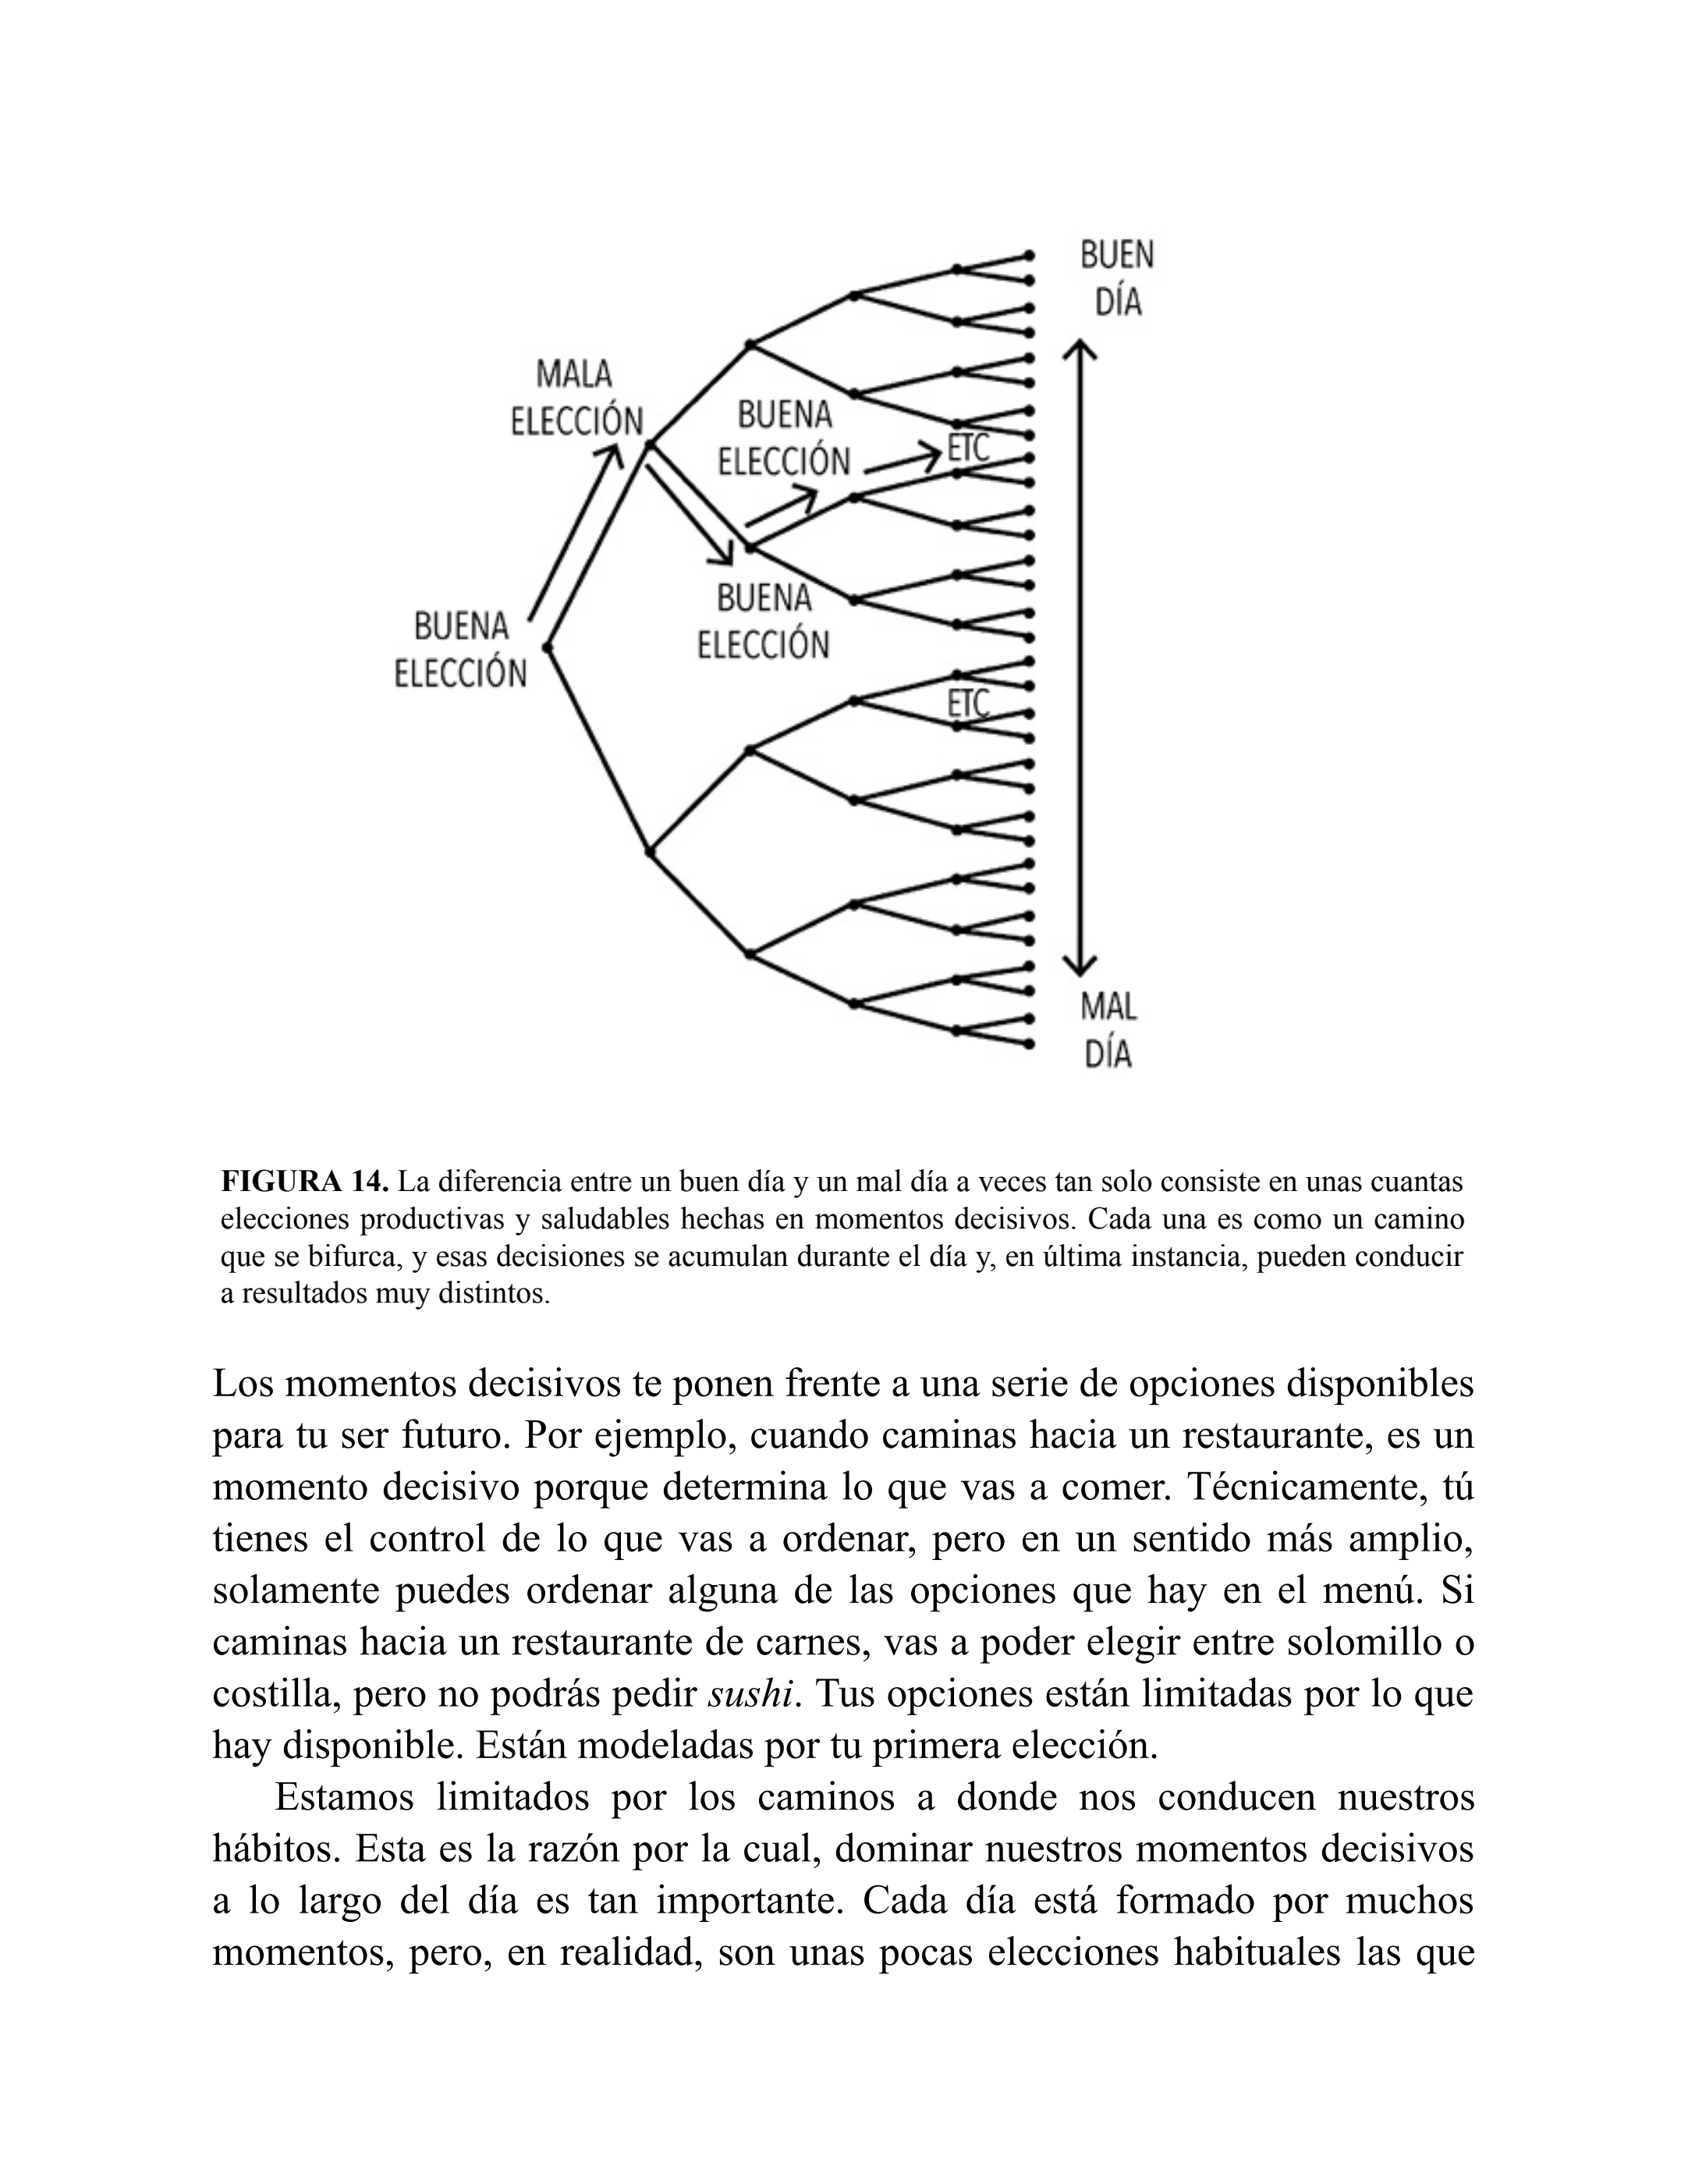 BUEN
DÍA
MALA
ELECCIÓN
BUENA
ELECCIÓN
ETC
BUENA
ELECCIÓN
BUENA
ELECCIÓN
ETC
MAL
DÍA
FIGURA 14. La diferencia entre un buen día y un mal día a veces tan solo consiste en unas cuantas
elecciones productivas y saludables hechas en momentos decisivos. Cada una es como un camino
que se bifurca, y esas decisiones se acumulan durante el día y, en última instancia, pueden conducir
a resultados muy distintos.
Los momentos decisivos te ponen frente a una serie de opciones disponibles
para tu ser futuro. Por ejemplo, cuando caminas hacia un restaurante, es un
momento decisivo porque determina lo que vas a comer. Técnicamente, tú
tienes el control de lo que vas a ordenar, pero en un sentido más amplio,
solamente puedes ordenar alguna de las opciones que hay en el menú. Si
caminas hacia un restaurante de carnes, vas a poder elegir entre solomillo o
costilla, pero no podrás pedir sushi. Tus opciones están limitadas por lo que
hay disponible. Están modeladas por tu primera elección.
Estamos limitados por los caminos a donde nos conducen nuestros
hábitos. Esta es la razón por la cual, dominar nuestros momentos decisivos
a lo largo del día es tan importante. Cada día está formado por muchos
momentos, pero, en realidad, son unas pocas elecciones habituales las que